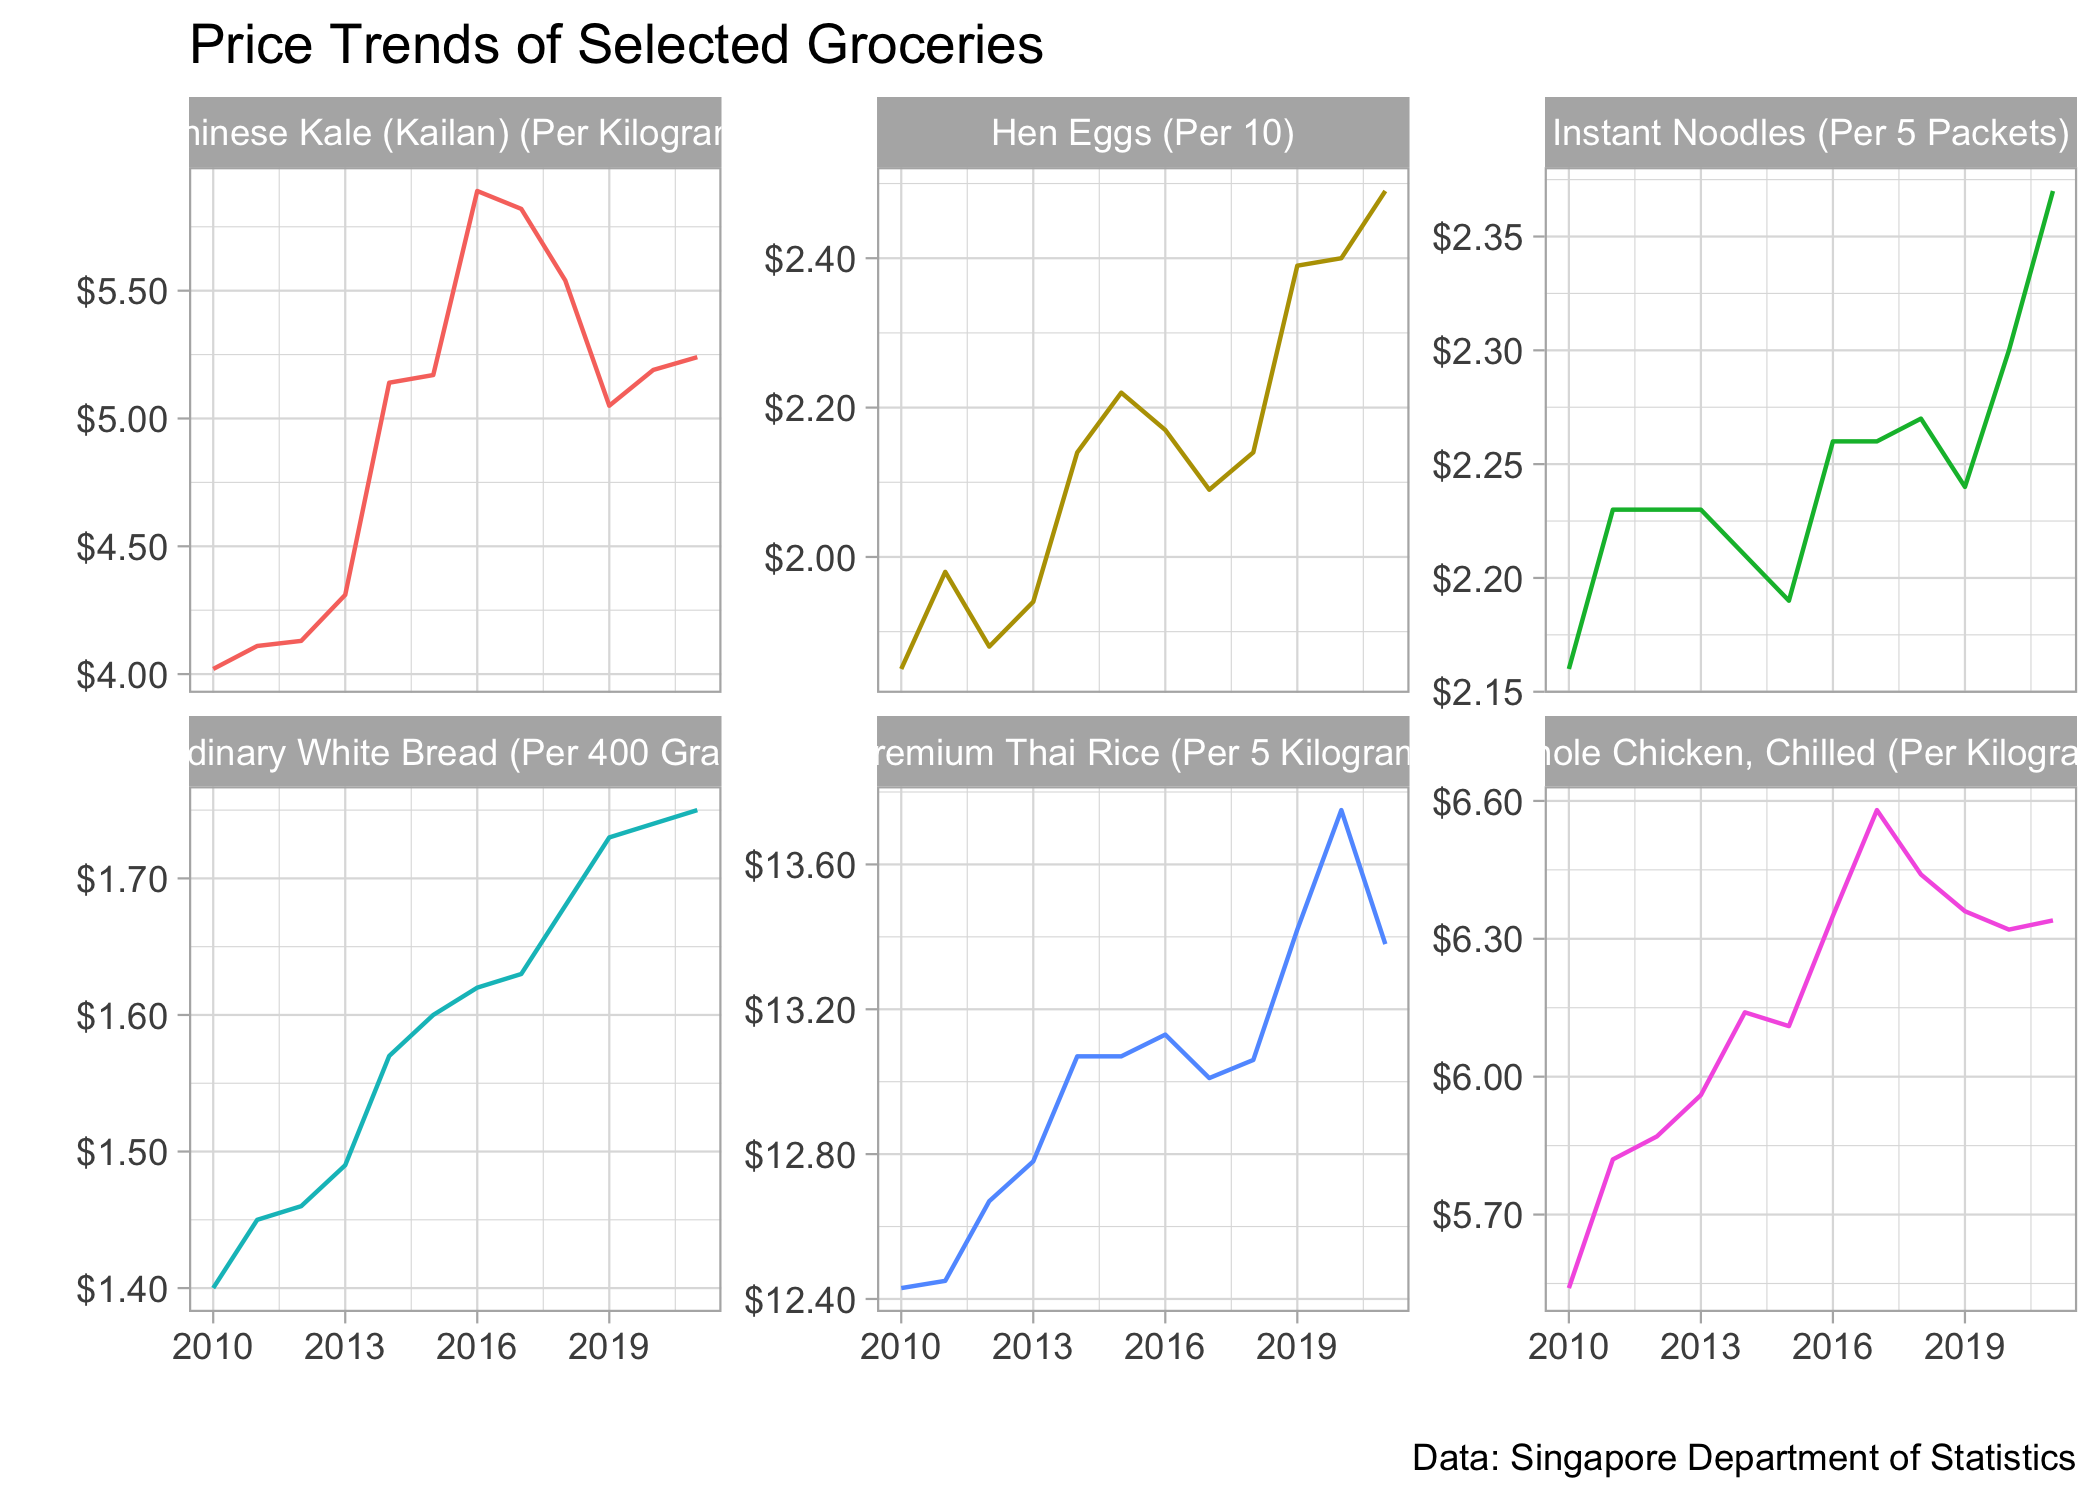 Price Trends of Selected Groceries
hinese Kale (Kailan) (Per Kilogran
Hen Eggs (Per 10)
Instant Noodles (Per 5 Packets)
$5.50
$5.00
$4.50
$4.00
$2.40
$2.20
$2.00
$2.35
$2.30
$2.25
$2.20
$2.15
dinary White Bread (Per 400 Gra
remium Thai Rice (Per 5 Kilogran
hole Chicken, Chilled (Per Kilogra
$1.70
$1.60
$1.50
$1.40
$13.60
$13.20
$12.80
$12.40
$6.60
$6.30
$6.00
$5.70
2010 2013 2016 2019
2010 2013 2016 2019
2010 2013 2016 2019
Data: Singapore Department of Statistics